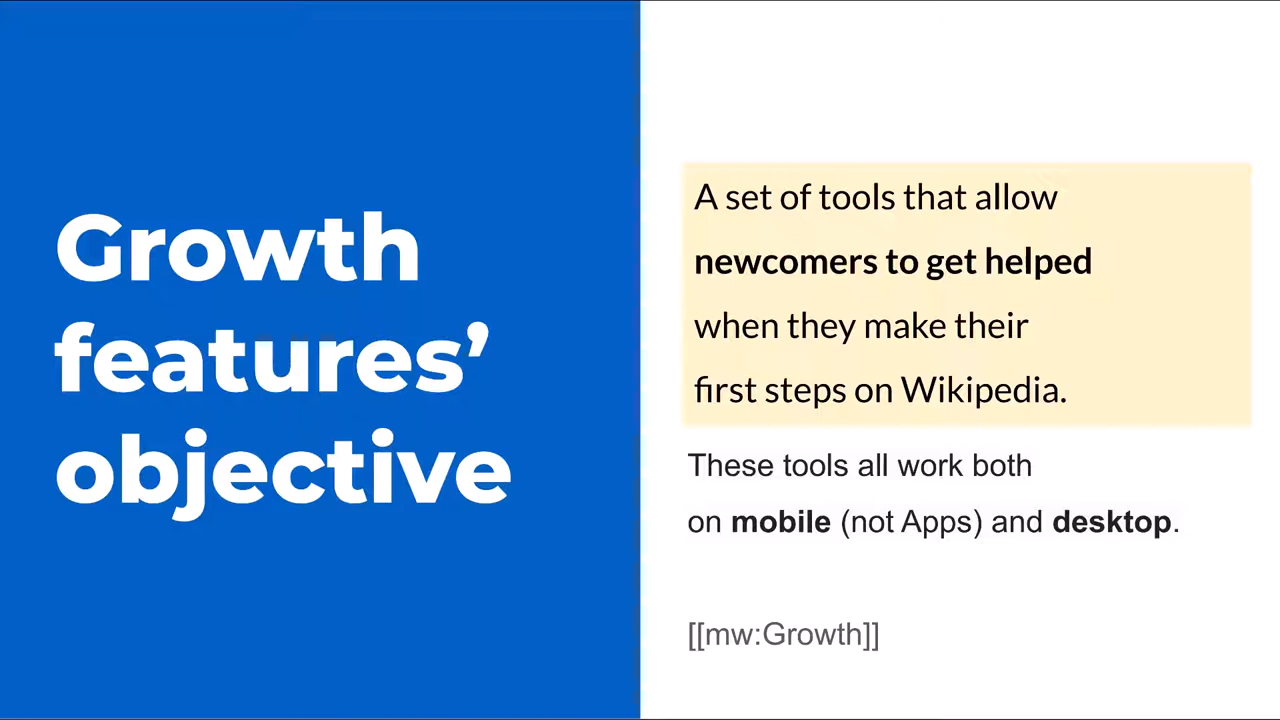 Growth
features’
objective
A set of tools that allow
newcomers to get helped
when they make their
first steps on Wikipedia.
These tools all work both
on mobile (not Apps) and desktop.
[[mw:Growth]]